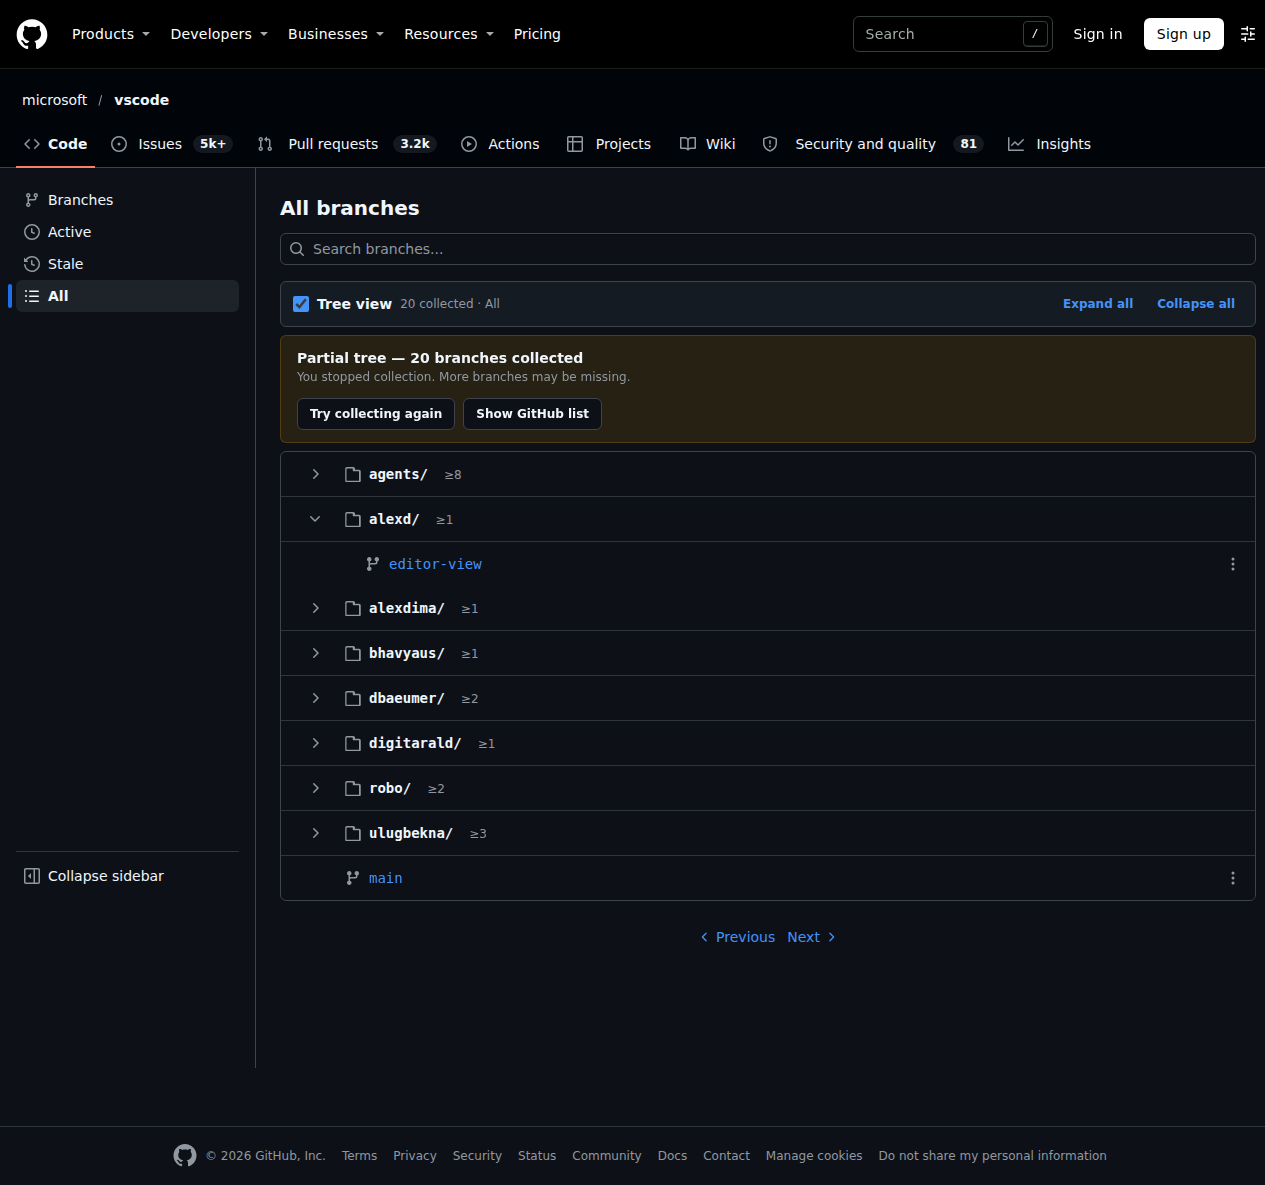 Products Developers Businesses Resources Pricing Search / Sign in Sign up
microsoft / vscode
Code Issues 5k+ Pull requests 3.2k Actions Projects Wiki Security and quality 81 Insights
Branches
Active
Stale
All
Collapse sidebar
All branches
Search branches...
Tree view 20 collected · All Expand all Collapse all
Partial tree — 20 branches collected
You stopped collection. More branches may be missing.
Try collecting again Show GitHub list
agents/ ≥8
alexd/ ≥1
editor-view
alexdima/ ≥1
bhavyaus/ ≥1
dbaeumer/ ≥2
digitarald/ ≥1
robo/ ≥2
ulugbekna/ ≥3
main
Previous Next
© 2026 GitHub, Inc. Terms Privacy Security Status Community Docs Contact Manage cookies Do not share my personal information